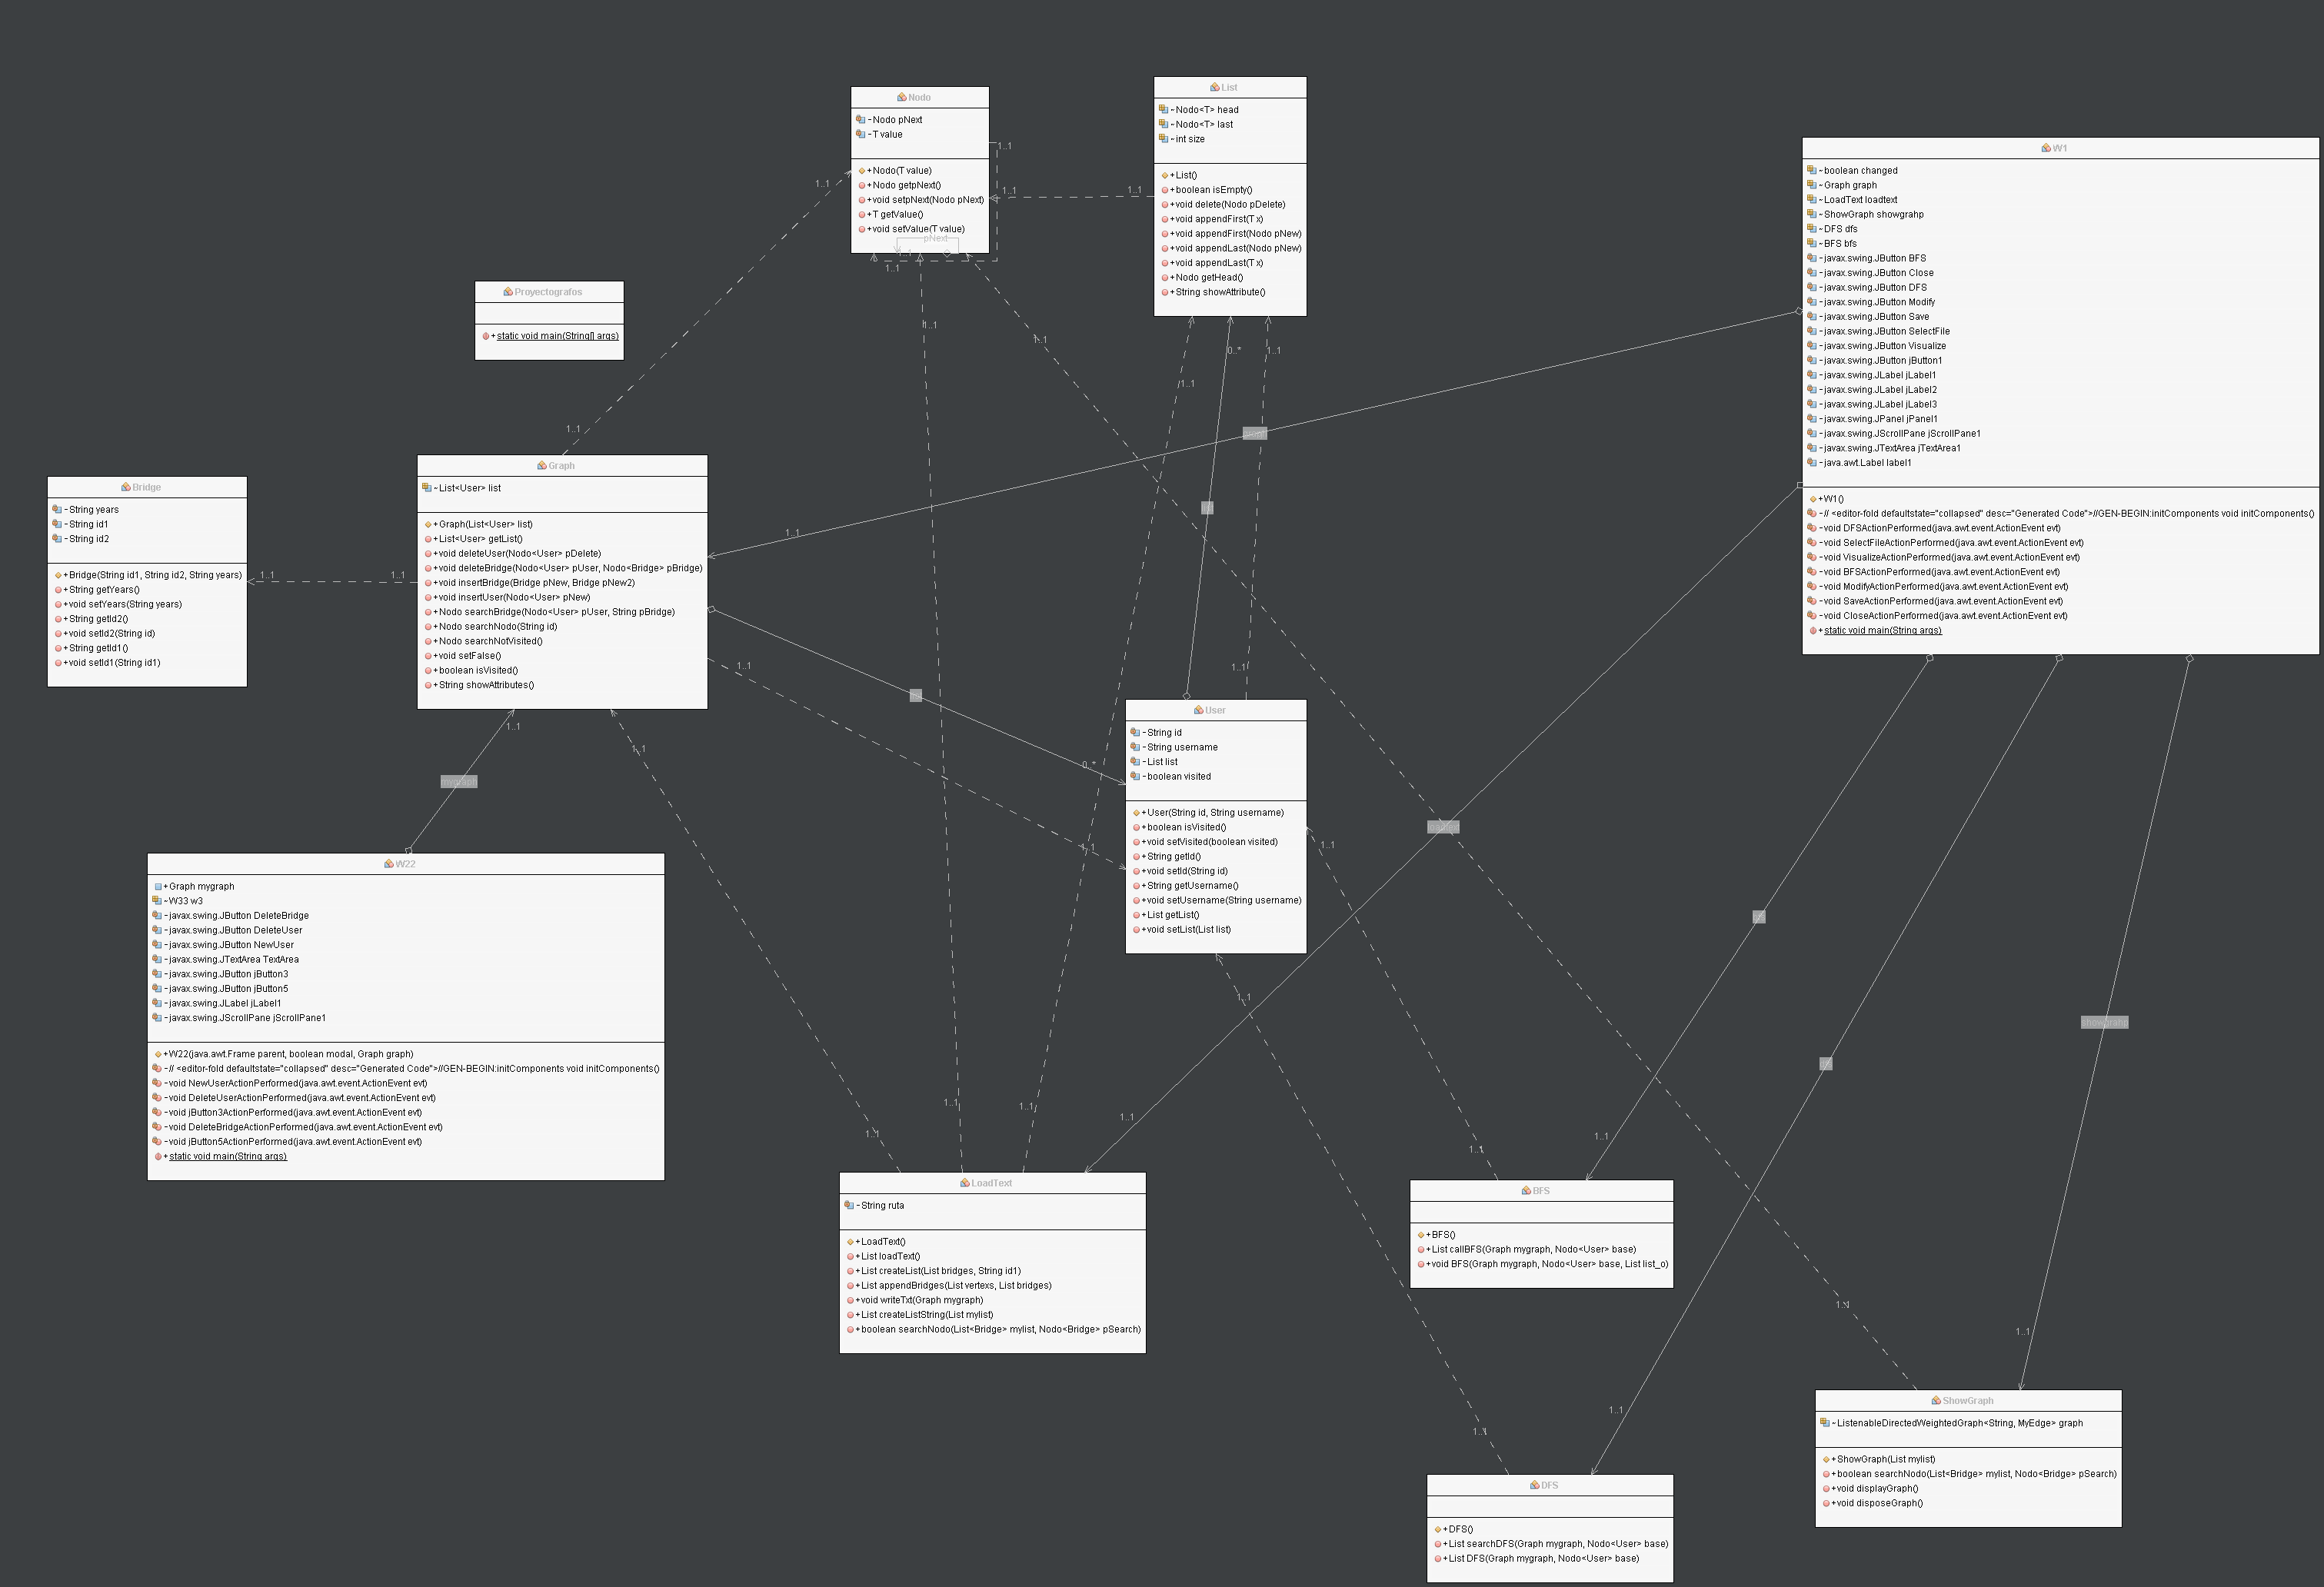 Nodo
-Nodo pNext
-T value
+Nodo(T value)
+Nodo getpNext()
+void setpNext(Nodo pNext)
+T getValue()
+void setValue(T value)
pNext
1..1
1..1
1..1
1..1
List
~Nodo<T> head
~Nodo<T> last
~int size
+List()
+boolean isEmpty()
+void delete(Nodo pDelete)
+void appendFirst(T x)
+void appendFirst(Nodo pNew)
+void appendLast(Nodo pNew)
+void appendLast(T x)
+Nodo getHead()
+String showAttribute()
1..1
1..1
W1
~boolean changed
~Graph graph
~LoadText loadtext
~ShowGraph showgrahp
~DFS dfs
~BFS bfs
-javax.swing.JButton BFS
-javax.swing.JButton Close
-javax.swing.JButton DFS
-javax.swing.JButton Modify
-javax.swing.JButton Save
-javax.swing.JButton SelectFile
-javax.swing.JButton Visualize
-javax.swing.JButton jButton1
-javax.swing.JLabel jLabel1
-javax.swing.JLabel jLabel2
-javax.swing.JLabel jLabel3
-javax.swing.JPanel jPanel1
-javax.swing.JScrollPane jScrollPane1
-javax.swing.JTextArea jTextArea1
-java.awt.Label label1
+W1()
-// <editor-fold defaultstate="collapsed" desc="Generated Code">//GEN-BEGIN:initComponents void initComponents()
-void DFSActionPerformed(java.awt.event.ActionEvent evt)
-void SelectFileActionPerformed(java.awt.event.ActionEvent evt)
-void VisualizeActionPerformed(java.awt.event.ActionEvent evt)
-void BFSActionPerformed(java.awt.event.ActionEvent evt)
-void ModifyActionPerformed(java.awt.event.ActionEvent evt)
-void SaveActionPerformed(java.awt.event.ActionEvent evt)
-void CloseActionPerformed(java.awt.event.ActionEvent evt)
+static void main(String args)
Proyectografos
+static void main(String[] args)
1..1
1..1
0..*
1..1
1..1
1..1
Bridge
-String years
-String id1
-String id2
+Bridge(String id1, String id2, String years)
+String getYears()
+void setYears(String years)
+String getId2()
+void setId2(String id)
+String getId1()
+void setId1(String id1)
1..1
1..1
Graph
~List<User> list
+Graph(List<User> list)
+List<User> getList()
+void deleteUser(Nodo<User> pDelete)
+void deleteBridge(Nodo<User> pUser, Nodo<Bridge> pBridge)
+void insertBridge(Bridge pNew, Bridge pNew2)
+void insertUser(Nodo<User> pNew)
+Nodo searchBridge(Nodo<User> pUser, String pBridge)
+Nodo searchNodo(String id)
+Nodo searchNotVisited()
+void setFalse()
+boolean isVisited()
+String showAttributes()
1..1
1..1
1..1
1..1
1..1
mygraph
0..*
1..1
User
-String id
-String username
-List list
-boolean visited
+User(String id, String username)
+boolean isVisited()
+void setVisited(boolean visited)
+String getId()
+void setId(String id)
+String getUsername()
+void setUsername(String username)
+List getList()
+void setList(List list)
1..1
1..1
W22
+Graph mygraph
~W33 w3
-javax.swing.JButton DeleteBridge
-javax.swing.JButton DeleteUser
-javax.swing.JButton NewUser
-javax.swing.JTextArea TextArea
-javax.swing.JButton jButton3
-javax.swing.JButton jButton5
-javax.swing.JLabel jLabel1
-javax.swing.JScrollPane jScrollPane1
+W22(java.awt.Frame parent, boolean modal, Graph graph)
-// <editor-fold defaultstate="collapsed" desc="Generated Code">//GEN-BEGIN:initComponents void initComponents()
-void NewUserActionPerformed(java.awt.event.ActionEvent evt)
-void DeleteUserActionPerformed(java.awt.event.ActionEvent evt)
-void jButton3ActionPerformed(java.awt.event.ActionEvent evt)
-void DeleteBridgeActionPerformed(java.awt.event.ActionEvent evt)
-void jButton5ActionPerformed(java.awt.event.ActionEvent evt)
+static void main(String args)
showgrahp
1..1
1..1
1..1
1..1
1..1
1..1
LoadText
-String ruta
+LoadText()
+List loadText()
+List createList(List bridges, String id1)
+List appendBridges(List vertexs, List bridges)
+void writeTxt(Graph mygraph)
+List createListString(List mylist)
+boolean searchNodo(List<Bridge> mylist, Nodo<Bridge> pSearch)
BFS
+BFS()
+List callBFS(Graph mygraph, Nodo<User> base)
+void BFS(Graph mygraph, Nodo<User> base, List list_o)
1..1
1..1
1..1
1..1
ShowGraph
~ListenableDirectedWeightedGraph<String, MyEdge> graph
+ShowGraph(List mylist)
+boolean searchNodo(List<Bridge> mylist, Nodo<Bridge> pSearch)
+void displayGraph()
+void disposeGraph()
DFS
+DFS()
+List searchDFS(Graph mygraph, Nodo<User> base)
+List DFS(Graph mygraph, Nodo<User> base)